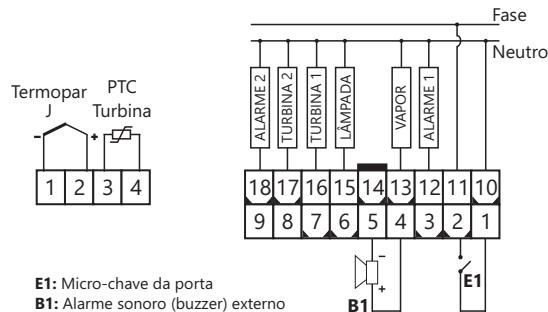 Fase
Neutro
Termopar
J
PTC
Turbina
- +
1 2 3 4
ALARME 2
TURBINA 2
TURBINA 1
LÂMPADA
VAPOR
ALARME 1
18 17 16 15 14 13 12 11 10
9 8 7 6 5 4 3 2 1
-
+
B1
E1
E1: Micro-chave da porta
B1: Alarme sonoro (buzzer) externo